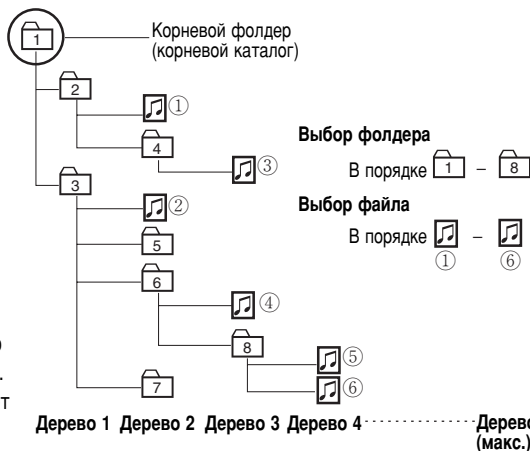 Корневой фолдер
(корневой каталог)
1
2
①
4
③
3
②
5
6
④
8
⑤
⑥
7
Выбор фолдера
В порядке 1 – 8
Выбор файла
В порядке –
① ⑥
.
т
Дерево 1 Дерево 2 Дерево 3 Дерево 4 Дерево
(макс.)